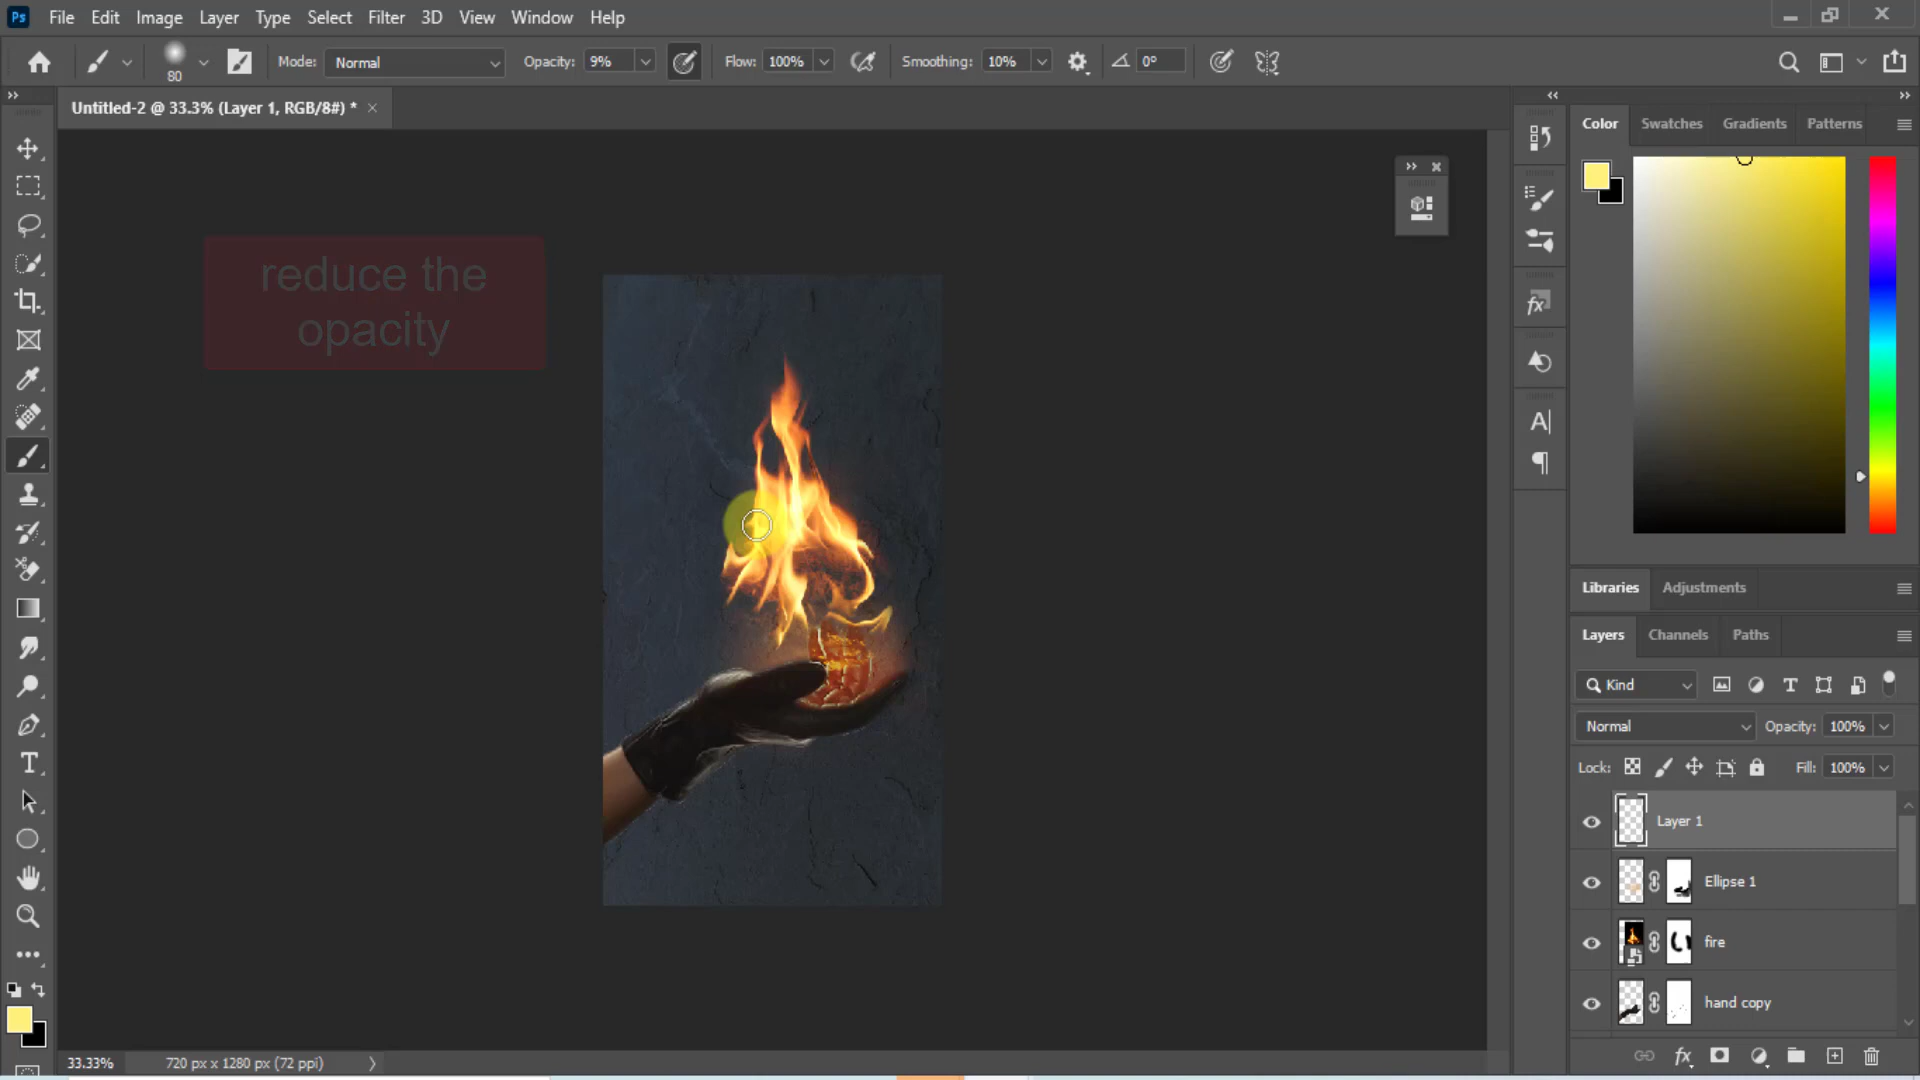 Ps File Edit Image Layer Type Select Filter 3D View Window Help
80 Mode: Normal Opacity: 9% Flow: 100% Smoothing: 10% 0°
Untitled-2 @ 33.3% (Layer 1, RGB/8#) *
Color Swatches Gradients Patterns
reduce the
opacity
fx
A
Libraries Adjustments
Layers Channels Paths
Kind
Normal Opacity: 100%
Lock: Fill: 100%
Layer 1
Ellipse 1
fire
hand copy
33.33% 720 px x 1280 px (72 ppi)
fx